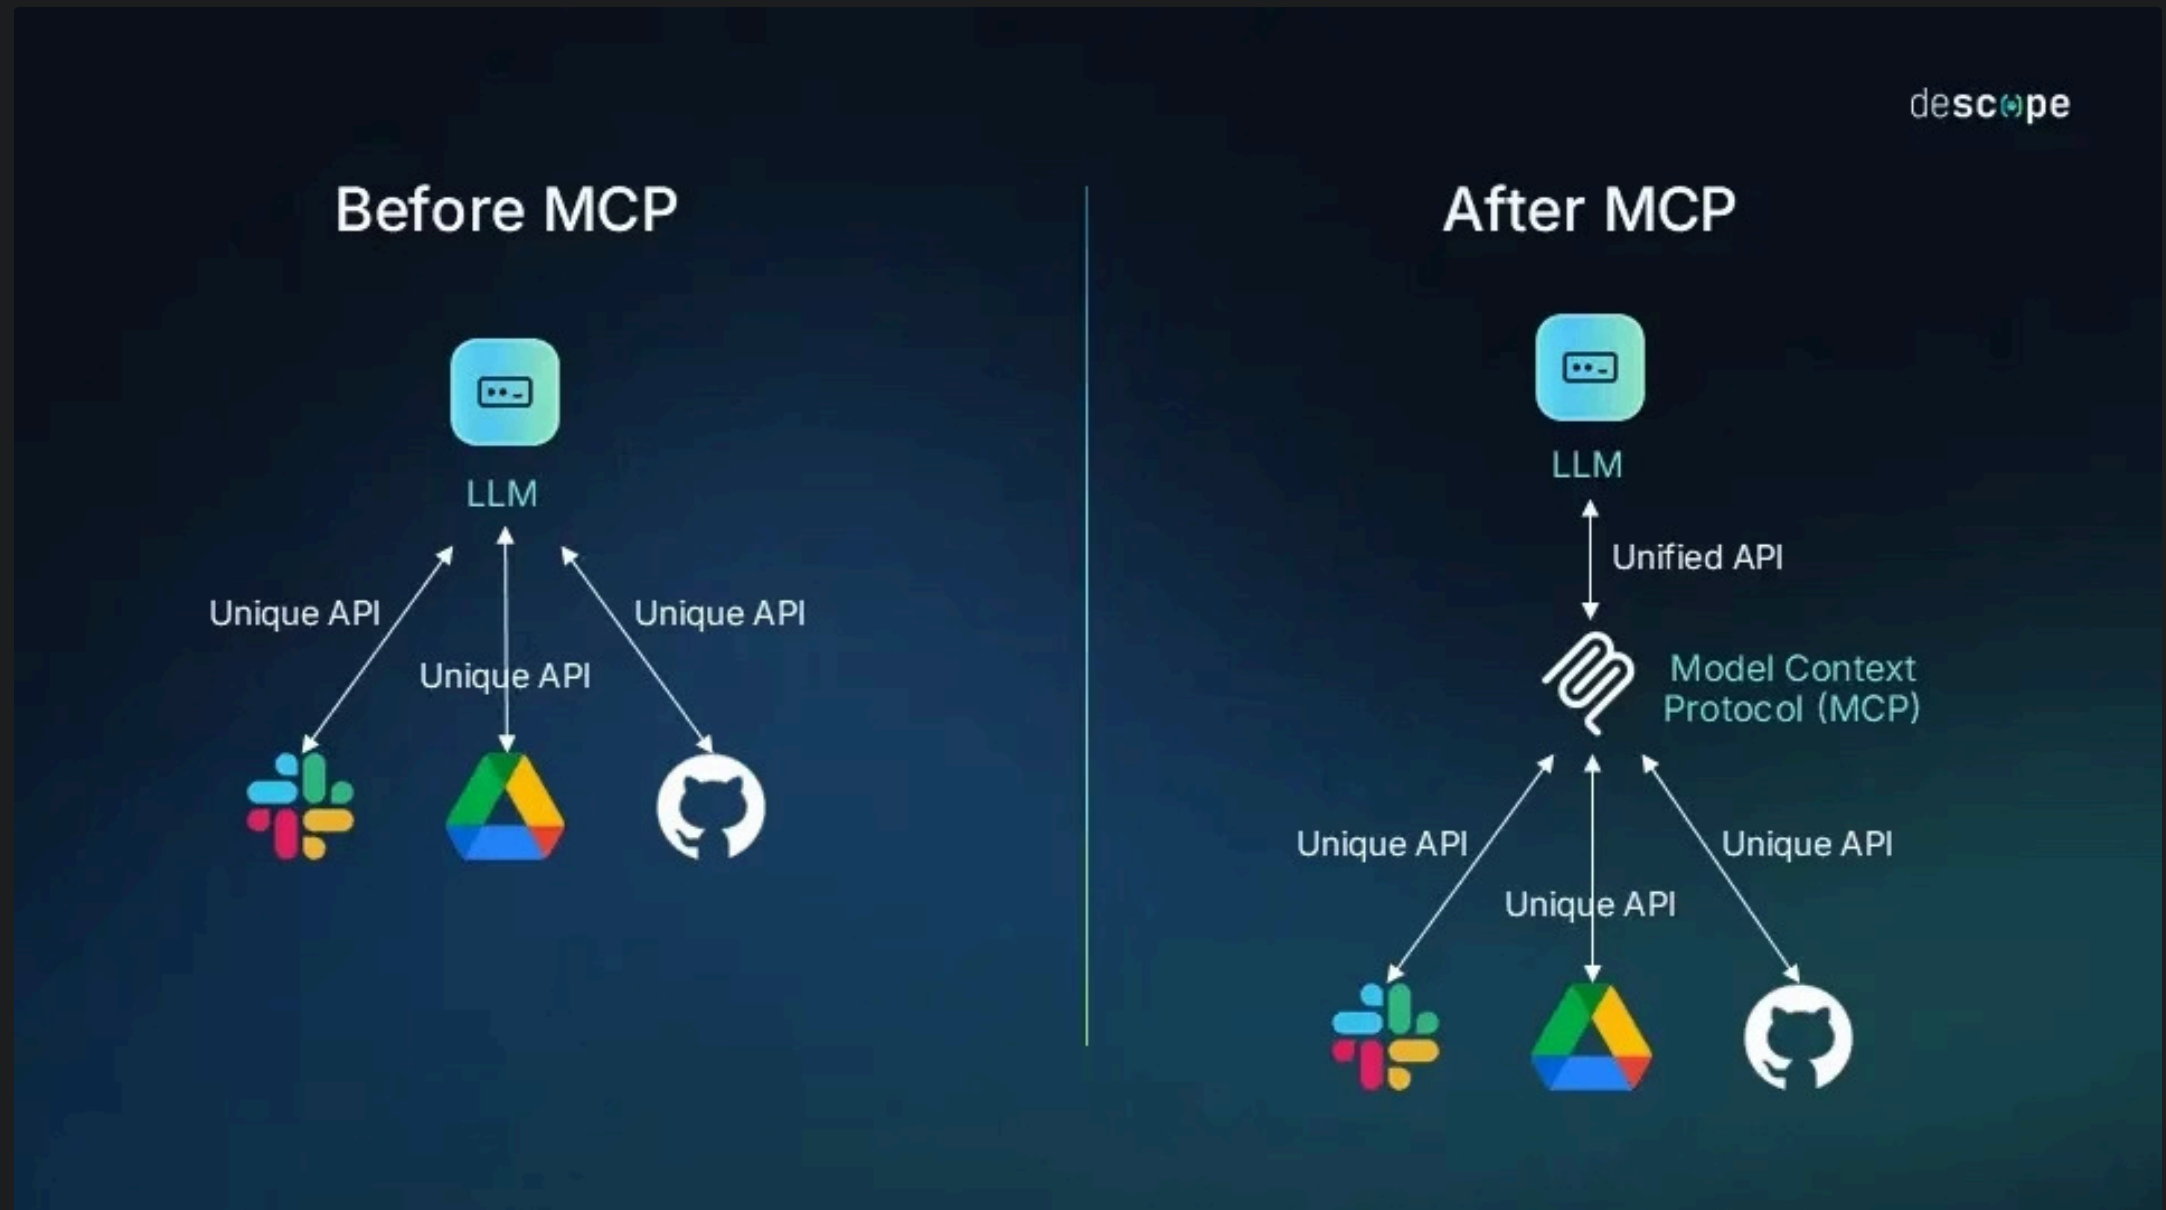 descope
Before MCP
LLM
Unique API
Unique API
Unique API
After MCP
LLM
Unified API
Model Context
Protocol (MCP)
Unique API
Unique API
Unique API